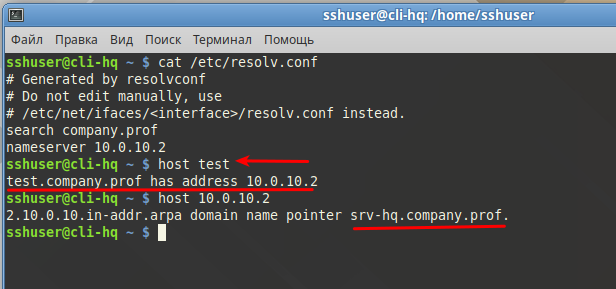 sshuser@cli-hq: /home/sshuser
Файл Правка Вид Поиск Терминал Помощь
sshuser@cli-hq ~ $ cat /etc/resolv.conf
# Generated by resolvconf
# Do not edit manually, use
# /etc/net/ifaces/<interface>/resolv.conf instead.
search company.prof
nameserver 10.0.10.2
sshuser@cli-hq ~ $ host test
test.company.prof has address 10.0.10.2
sshuser@cli-hq ~ $ host 10.0.10.2
2.10.0.10.in-addr.arpa domain name pointer srv-hq.company.prof.
sshuser@cli-hq ~ $